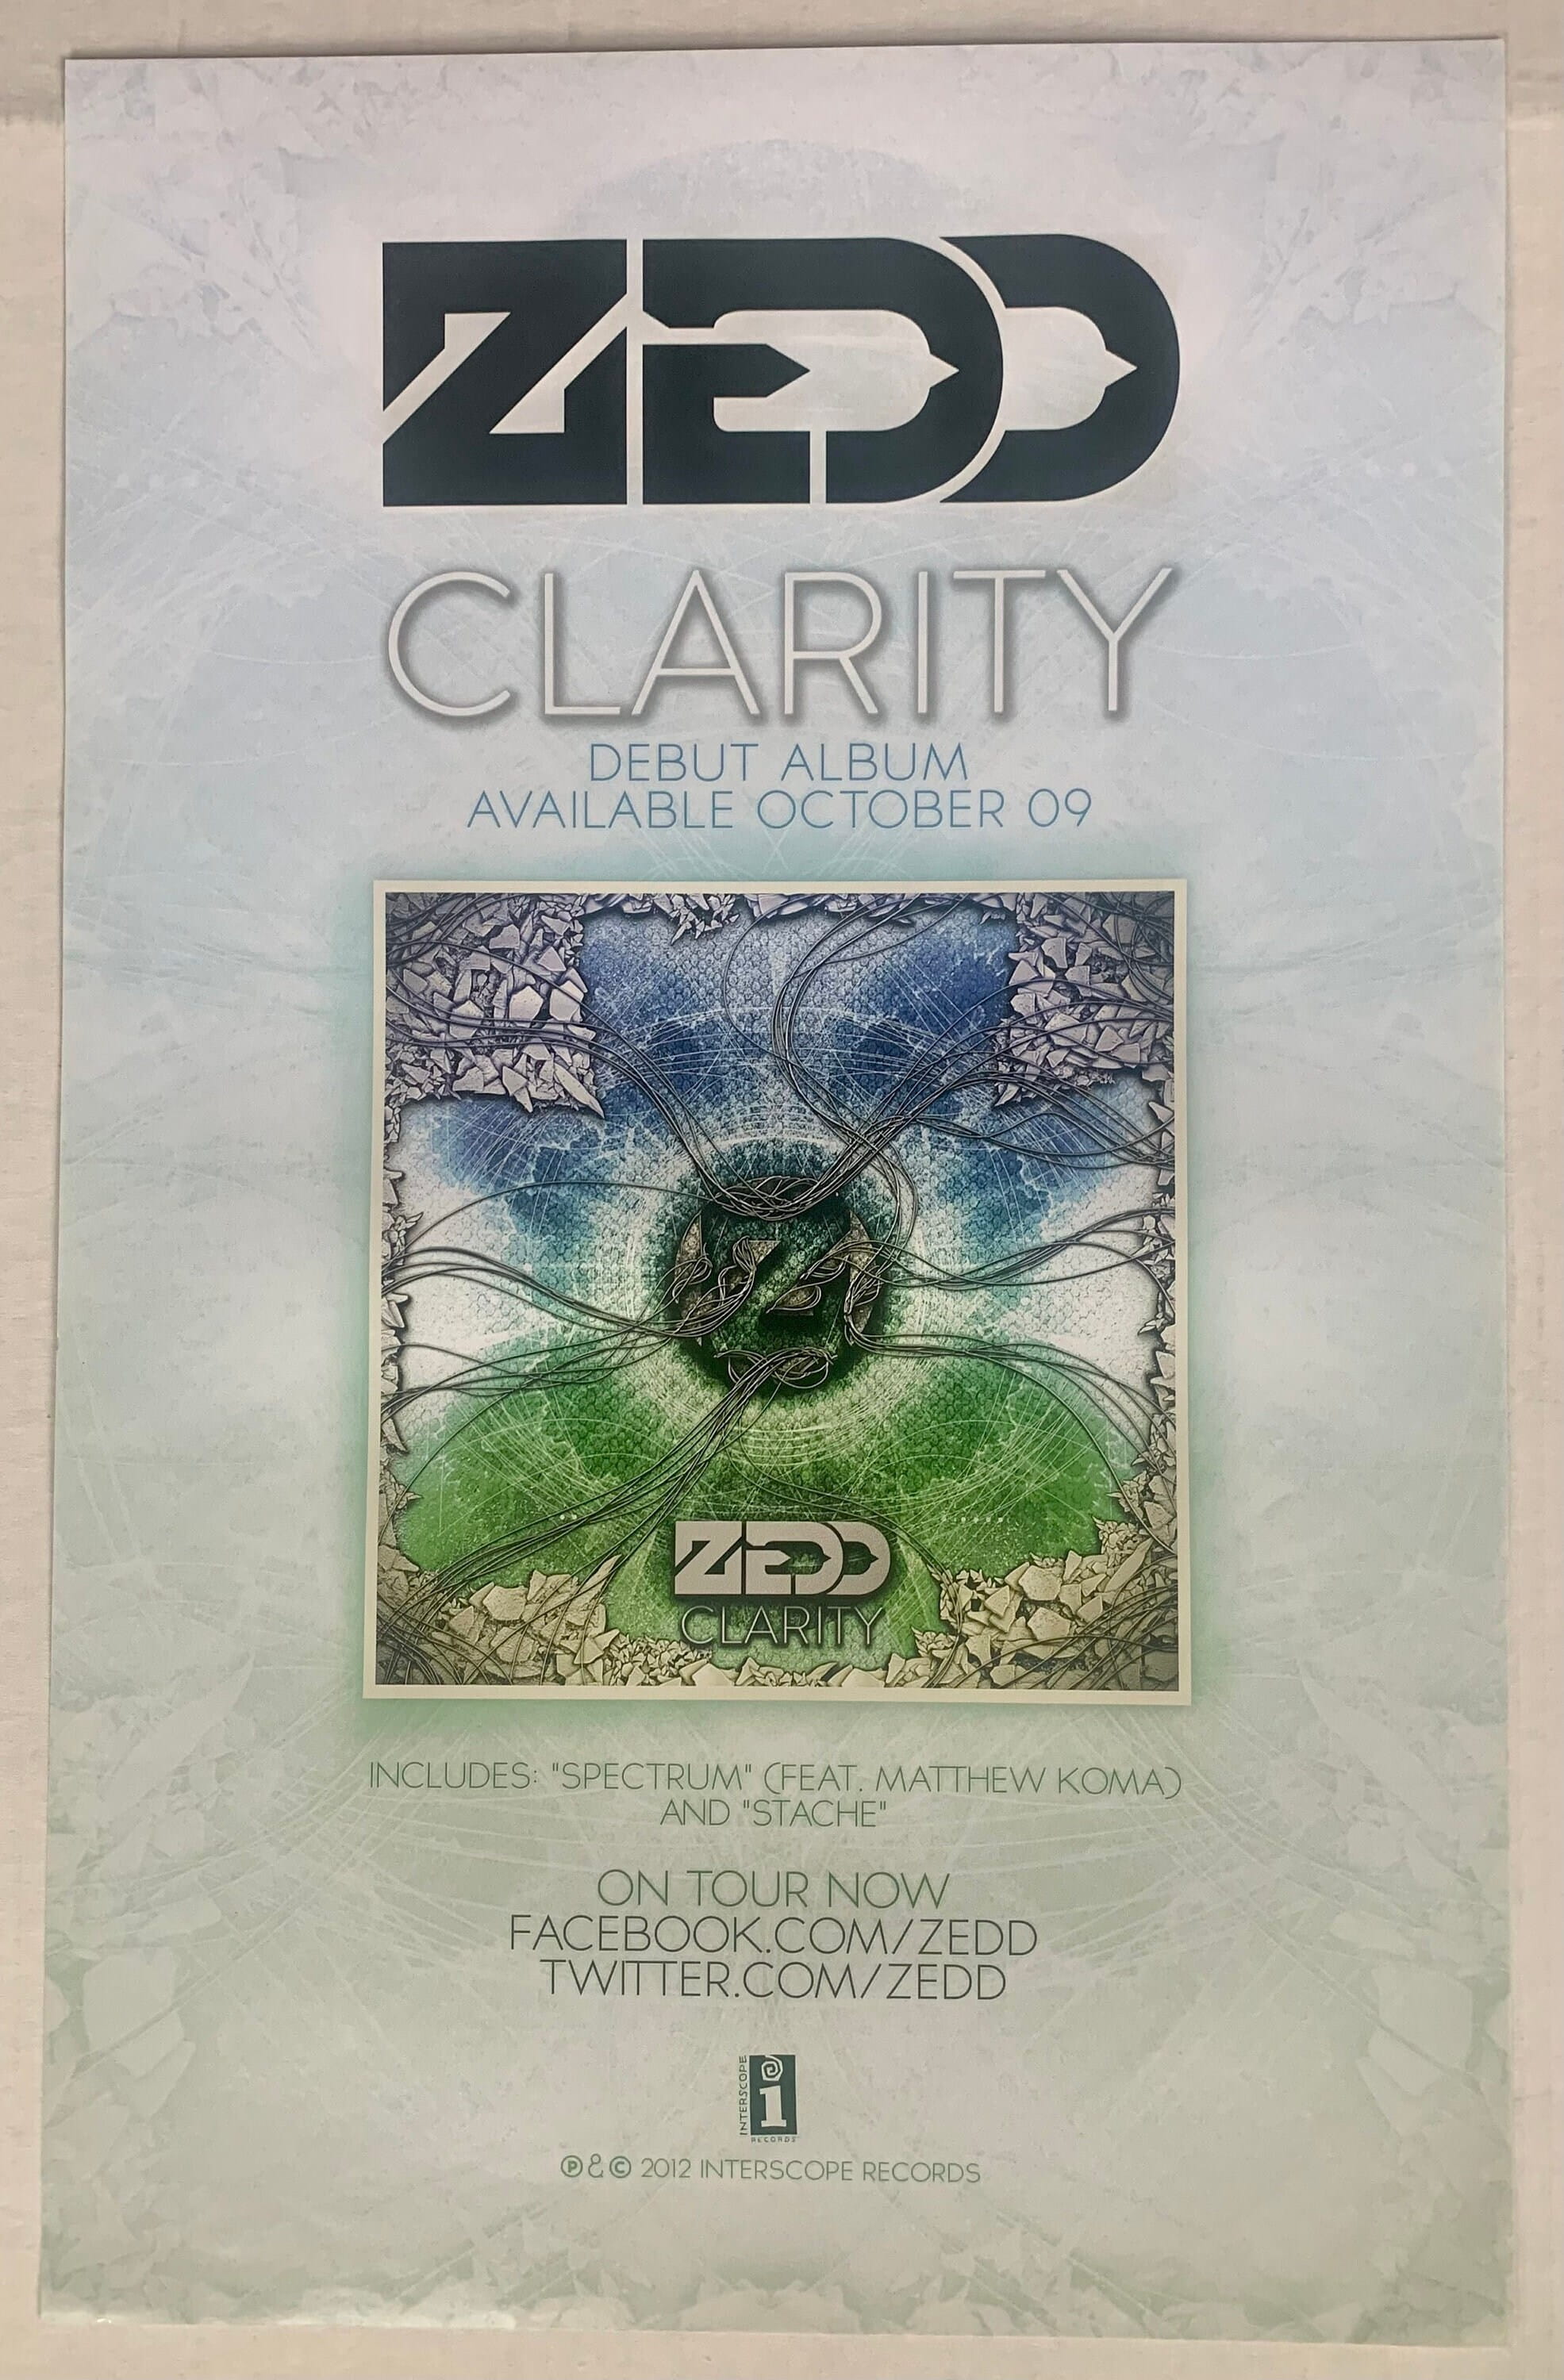 ZEDD
CLARITY
DEBUT ALBUM
AVAILABLE OCTOBER 09
Z
ZEDD
CLARITY
INCLUDES: "SPECTRUM" (FEAT. MATTHEW KOMA)
AND "STACHE"
ON TOUR NOW
FACEBOOK.COM/ZEDD
TWITTER.COM/ZEDD
INTERSCOPE
i
RECORDS
℗ & © 2012 INTERSCOPE RECORDS